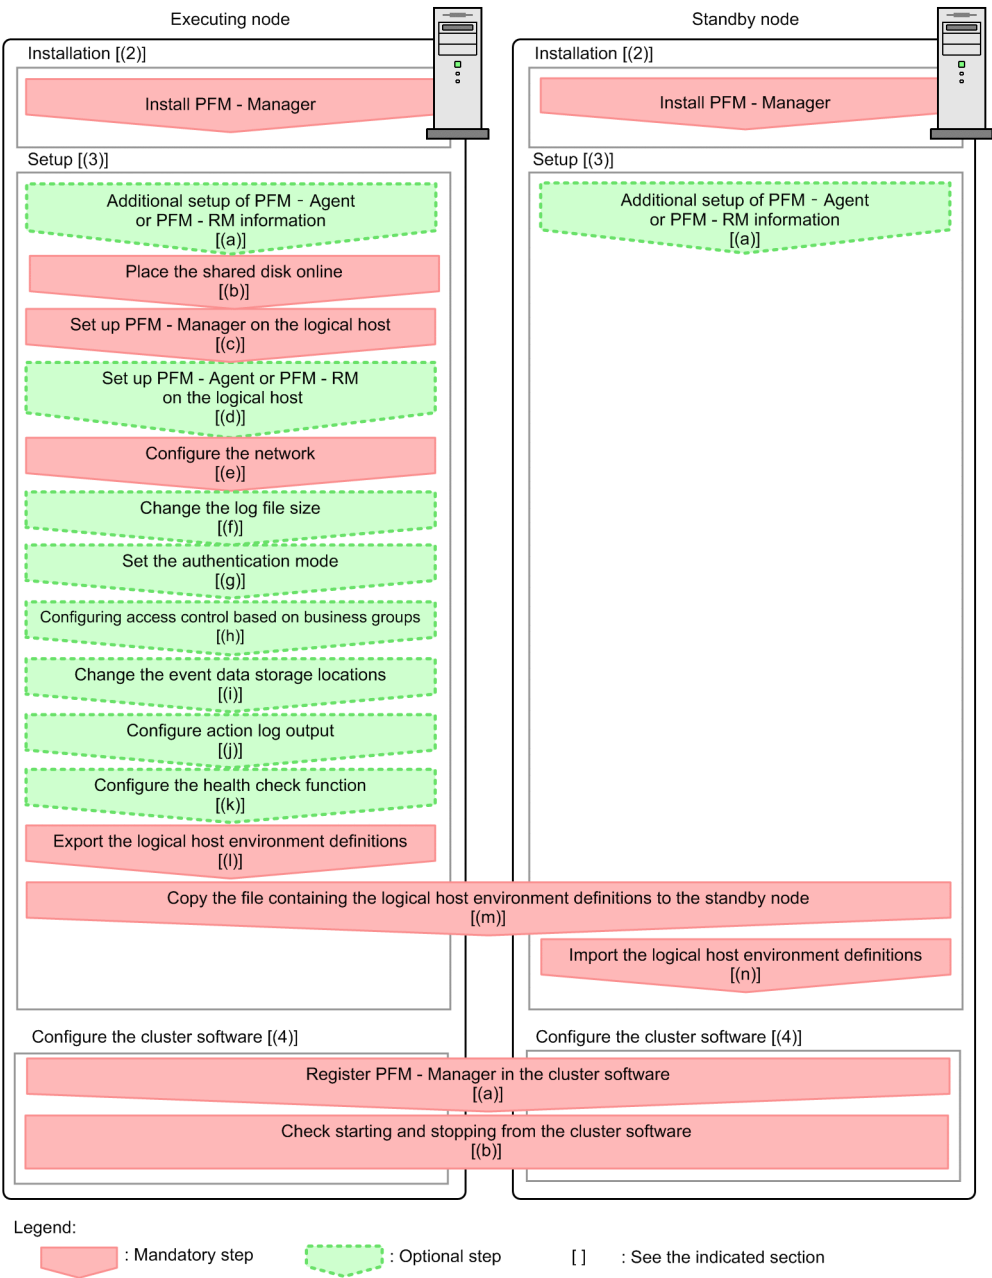 Executing node
Standby node
Installation [(2)]
Installation [(2)]
Install PFM - Manager
Install PFM - Manager
Setup [(3)]
Setup [(3)]
Additional setup of PFM - Agent
or PFM - RM information
[(a)]
Additional setup of PFM - Agent
or PFM - RM information
[(a)]
Place the shared disk online
[(b)]
Set up PFM - Manager on the logical host
[(c)]
Set up PFM - Agent or PFM - RM
on the logical host
[(d)]
Configure the network
[(e)]
Change the log file size
[(f)]
Set the authentication mode
[(g)]
Configuring access control based on business groups
[(h)]
Change the event data storage locations
[(i)]
Configure action log output
[(j)]
Configure the health check function
[(k)]
Export the logical host environment definitions
[(l)]
Copy the file containing the logical host environment definitions to the standby node
[(m)]
Import the logical host environment definitions
[(n)]
Configure the cluster software [(4)]
Configure the cluster software [(4)]
Register PFM - Manager in the cluster software
[(a)]
Check starting and stopping from the cluster software
[(b)]
Legend:
: Mandatory step
: Optional step
[ ]
: See the indicated section